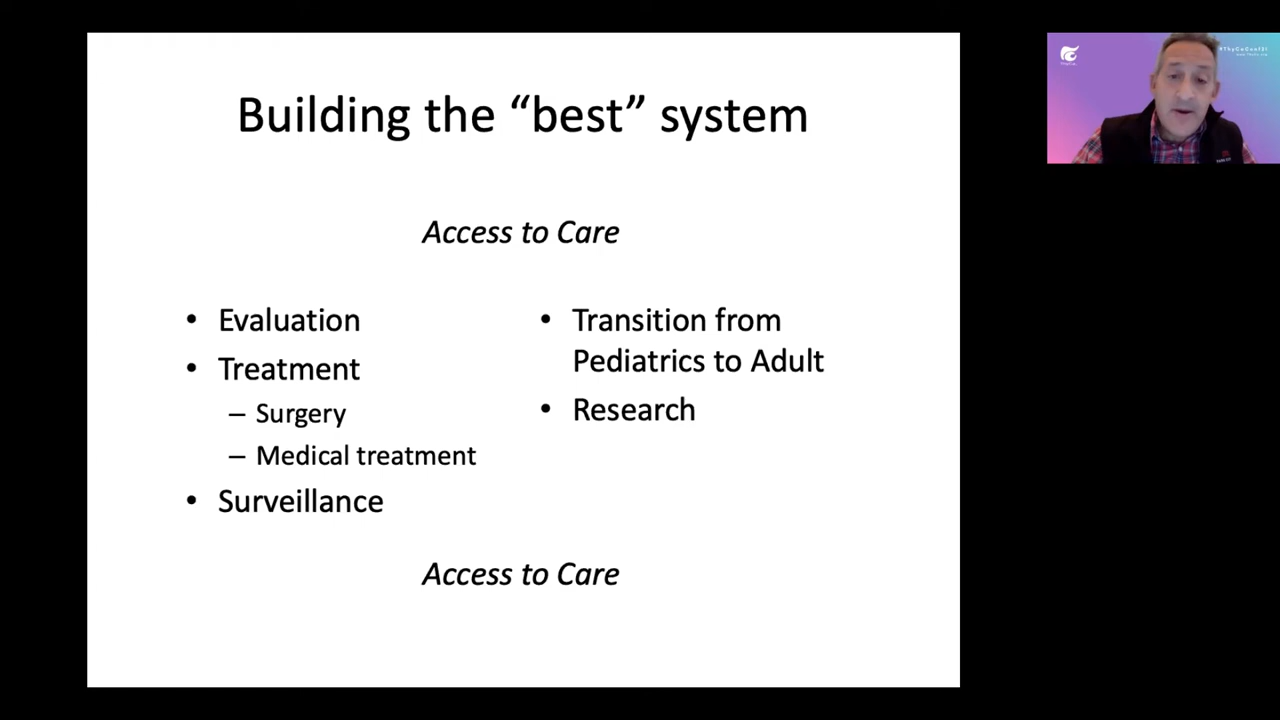 Building the “best” system
Access to Care
• Evaluation
• Treatment
– Surgery
– Medical treatment
• Surveillance
• Transition from
Pediatrics to Adult
• Research
Access to Care